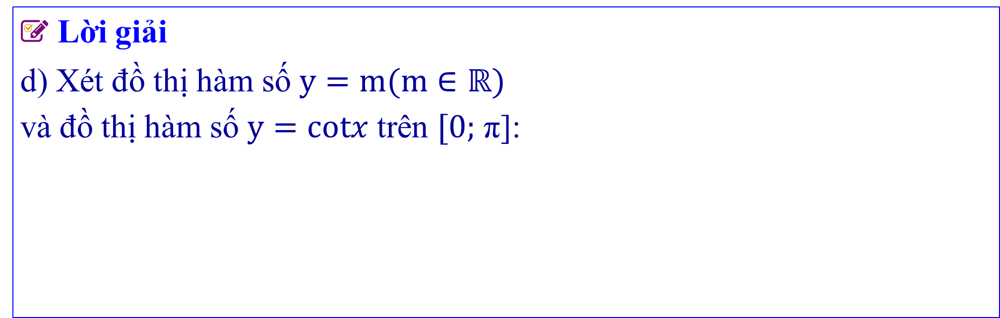 Lời giải
d) Xét đồ thị hàm số y = m(m ∈ ℝ)
và đồ thị hàm số y = cotx trên [0; π]: